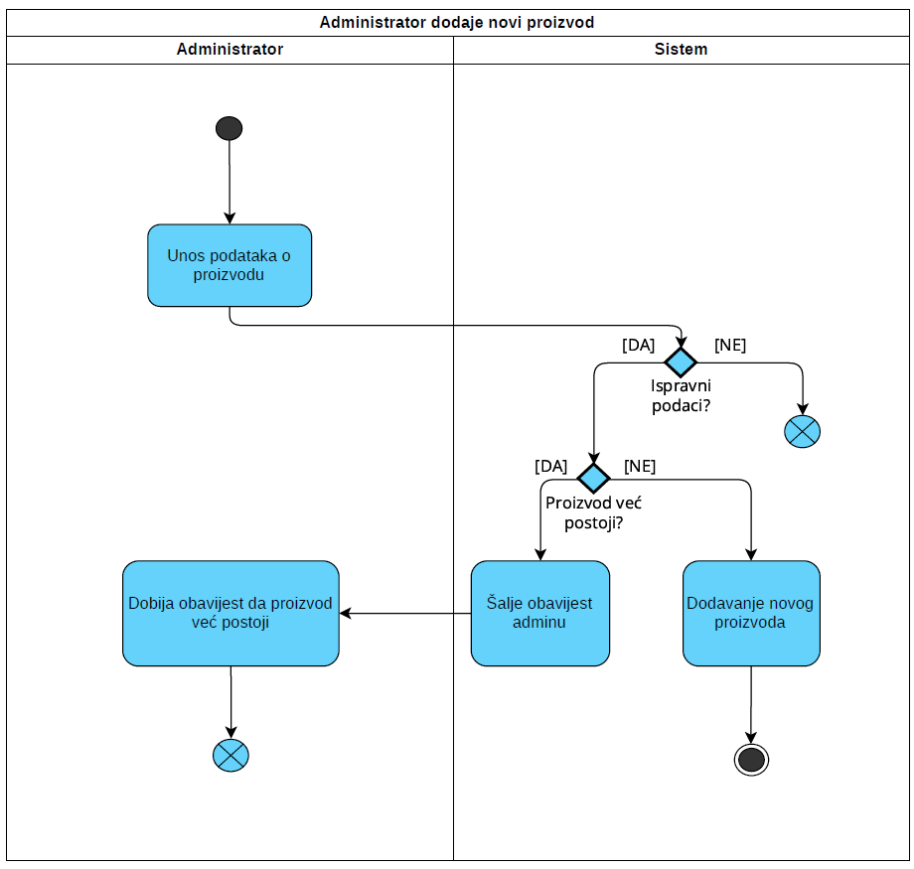 Administrator dodaje novi proizvod
Administrator
Sistem
Unos podataka o
proizvodu
[DA]
[NE]
Ispravni
podaci?
[DA]
[NE]
Proizvod već
postoji?
Dobija obavijest da proizvod
već postoji
Šalje obavijest
adminu
Dodavanje novog
proizvoda